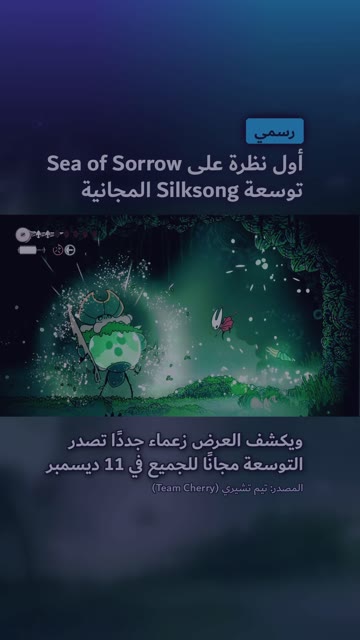 رسمي
أول نظرة على Sea of Sorrow
توسعة Silksong المجانية
ويكشف العرض زعماء جددًا تصدر
التوسعة مجانًا للجميع في 11 ديسمبر
المصدر: تيم تشيري (Team Cherry)